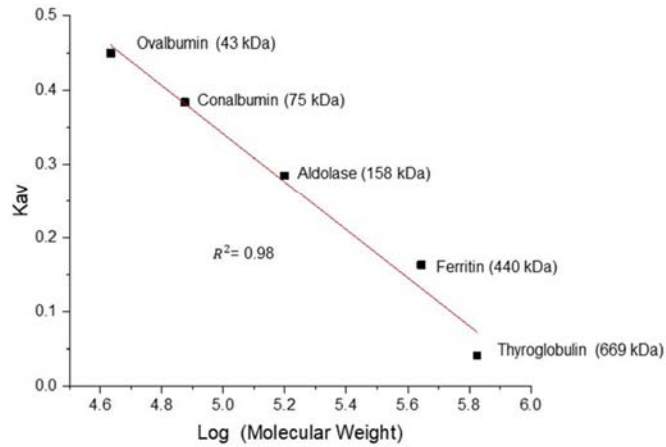 0.5
0.4
0.3
0.2
0.1
0.0
Kav
Ovalbumin (43 kDa)
Conalbumin (75 kDa)
Aldolase (158 kDa)
R²= 0.98
Ferritin (440 kDa)
Thyroglobulin (669 kDa)
4.6 4.8 5.0 5.2 5.4 5.6 5.8 6.0
Log (Molecular Weight)